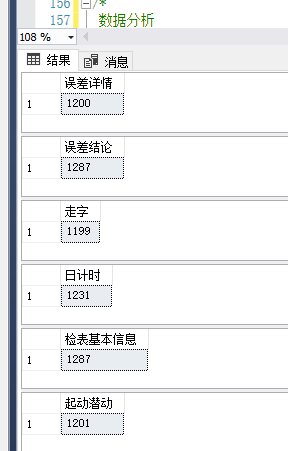 156 /*
157 数据分析
108 %
结果 消息
误差详情
1 1200
误差结论
1 1287
走字
1 1199
日计时
1 1231
检表基本信息
1 1287
起动潜动
1 1201